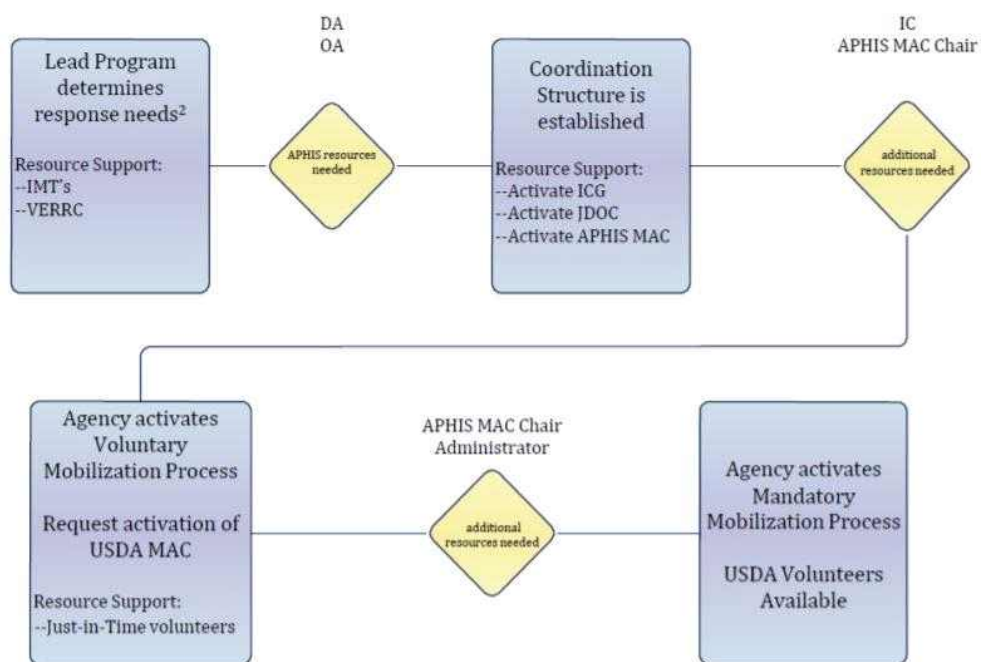 DA
OA
IC
APHIS MAC Chair
Lead Program
determines
response needs²
Resource Support:
--IMT's
--VERRC
APHIS resources
needed
Coordination
Structure is
established
Resource Support:
--Activate ICG
--Activate JDOC
--Activate APHIS MAC
additional
resources needed
Agency activates
Voluntary
Mobilization Process
Request activation of
USDA MAC
Resource Support:
--Just-in-Time volunteers
APHIS MAC Chair
Administrator
additional
resources needed
Agency activates
Mandatory
Mobilization Process
USDA Volunteers
Available